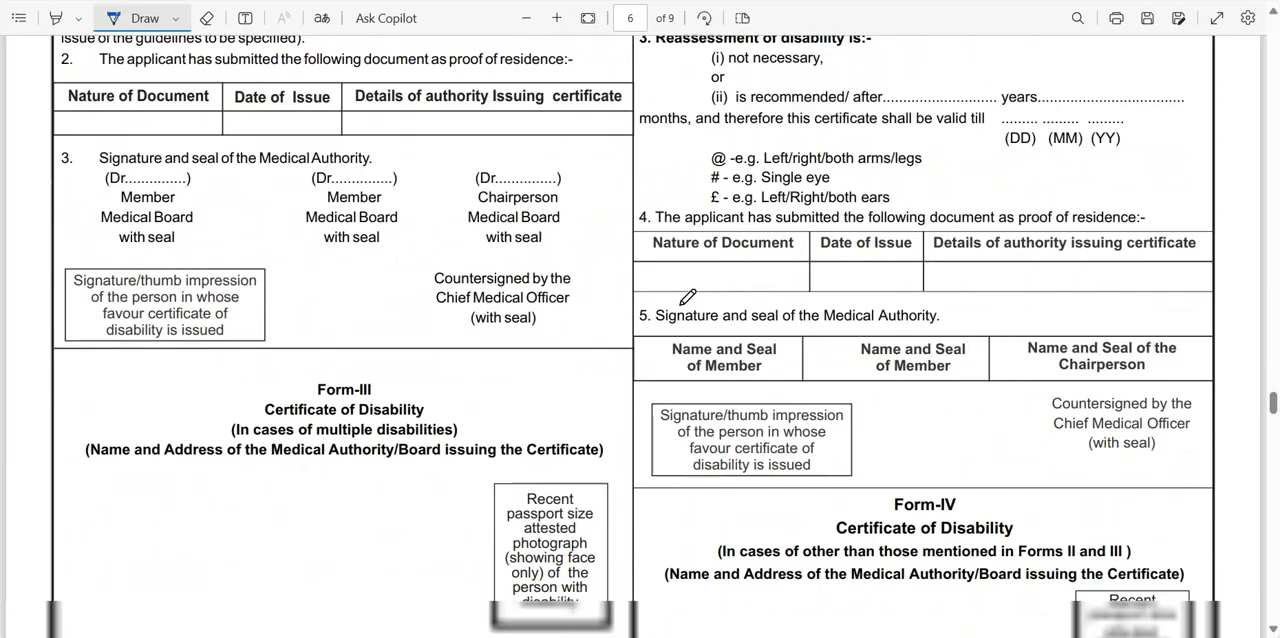 Draw
Ask Copilot
6 of 9
issue of the guidelines to be specified).
2. The applicant has submitted the following document as proof of residence:-
Nature of Document Date of Issue Details of authority Issuing certificate
3. Signature and seal of the Medical Authority.
(Dr..............) (Dr..............) (Dr..............)
Member Member Chairperson
Medical Board Medical Board Medical Board
with seal with seal with seal
Signature/thumb impression
of the person in whose
favour certificate of
disability is issued
Countersigned by the
Chief Medical Officer
(with seal)
Form-III
Certificate of Disability
(In cases of multiple disabilities)
(Name and Address of the Medical Authority/Board issuing the Certificate)
Recent
passport size
attested
photograph
(showing face
only) of the
person with
disability
3. Reassessment of disability is:-
(i) not necessary,
or
(ii) is recommended/ after........................... years...................................
months, and therefore this certificate shall be valid till ......... ......... .........
(DD) (MM) (YY)
@ -e.g. Left/right/both arms/legs
# - e.g. Single eye
£ - e.g. Left/Right/both ears
4. The applicant has submitted the following document as proof of residence:-
Nature of Document Date of Issue Details of authority issuing certificate
5. Signature and seal of the Medical Authority.
Name and Seal of Member Name and Seal of Member Name and Seal of the Chairperson
Signature/thumb impression
of the person in whose
favour certificate of
disability is issued
Countersigned by the
Chief Medical Officer
(with seal)
Form-IV
Certificate of Disability
(In cases of other than those mentioned in Forms II and III )
(Name and Address of the Medical Authority/Board issuing the Certificate)
Recent